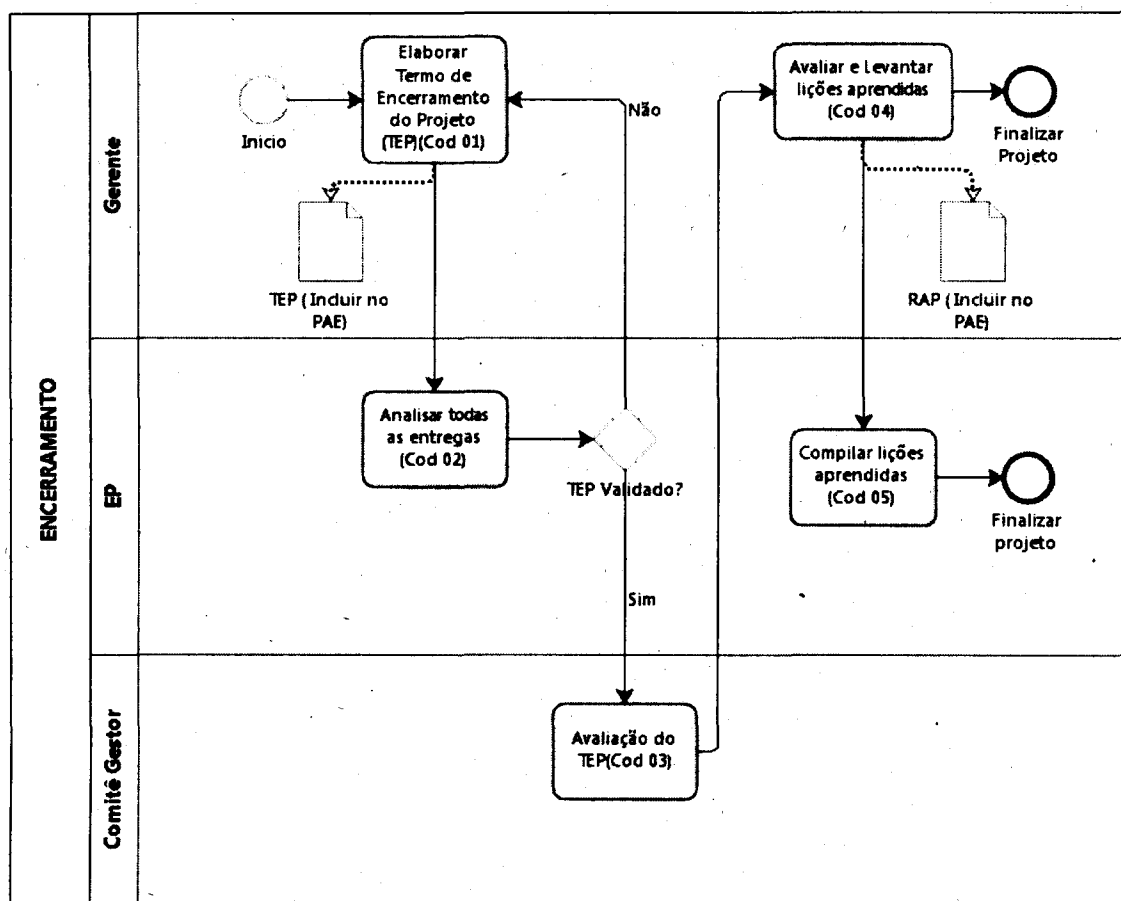 ENCERRAMENTO
Gerente
Inicio
Elaborar
Termo de
Encerramento
do Projeto
(TEP)(Cod 01)
TEP ( Incluir no
PAE)
Não
Avaliar e Levantar
lições aprendidas
(Cod 04)
Finalizar
Projeto
RAP ( Incluir no
PAE)
EP
Analisar todas
as entregas
(Cod 02)
TEP Validado?
Sim
Compilar lições
aprendidas
(Cod 05)
Finalizar
projeto
Comitê Gestor
Avaliação do
TEP(Cod 03)